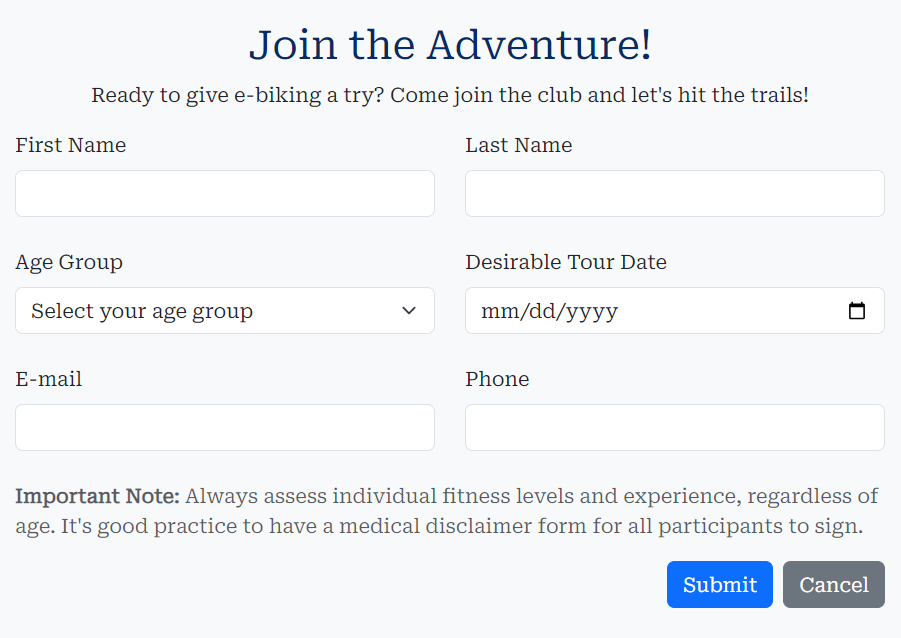 Join the Adventure!
Ready to give e-biking a try? Come join the club and let's hit the trails!
First Name
Last Name
Age Group
Desirable Tour Date
Select your age group
mm/dd/yyyy
E-mail
Phone
Important Note: Always assess individual fitness levels and experience, regardless of
age. It's good practice to have a medical disclaimer form for all participants to sign.
Submit
Cancel